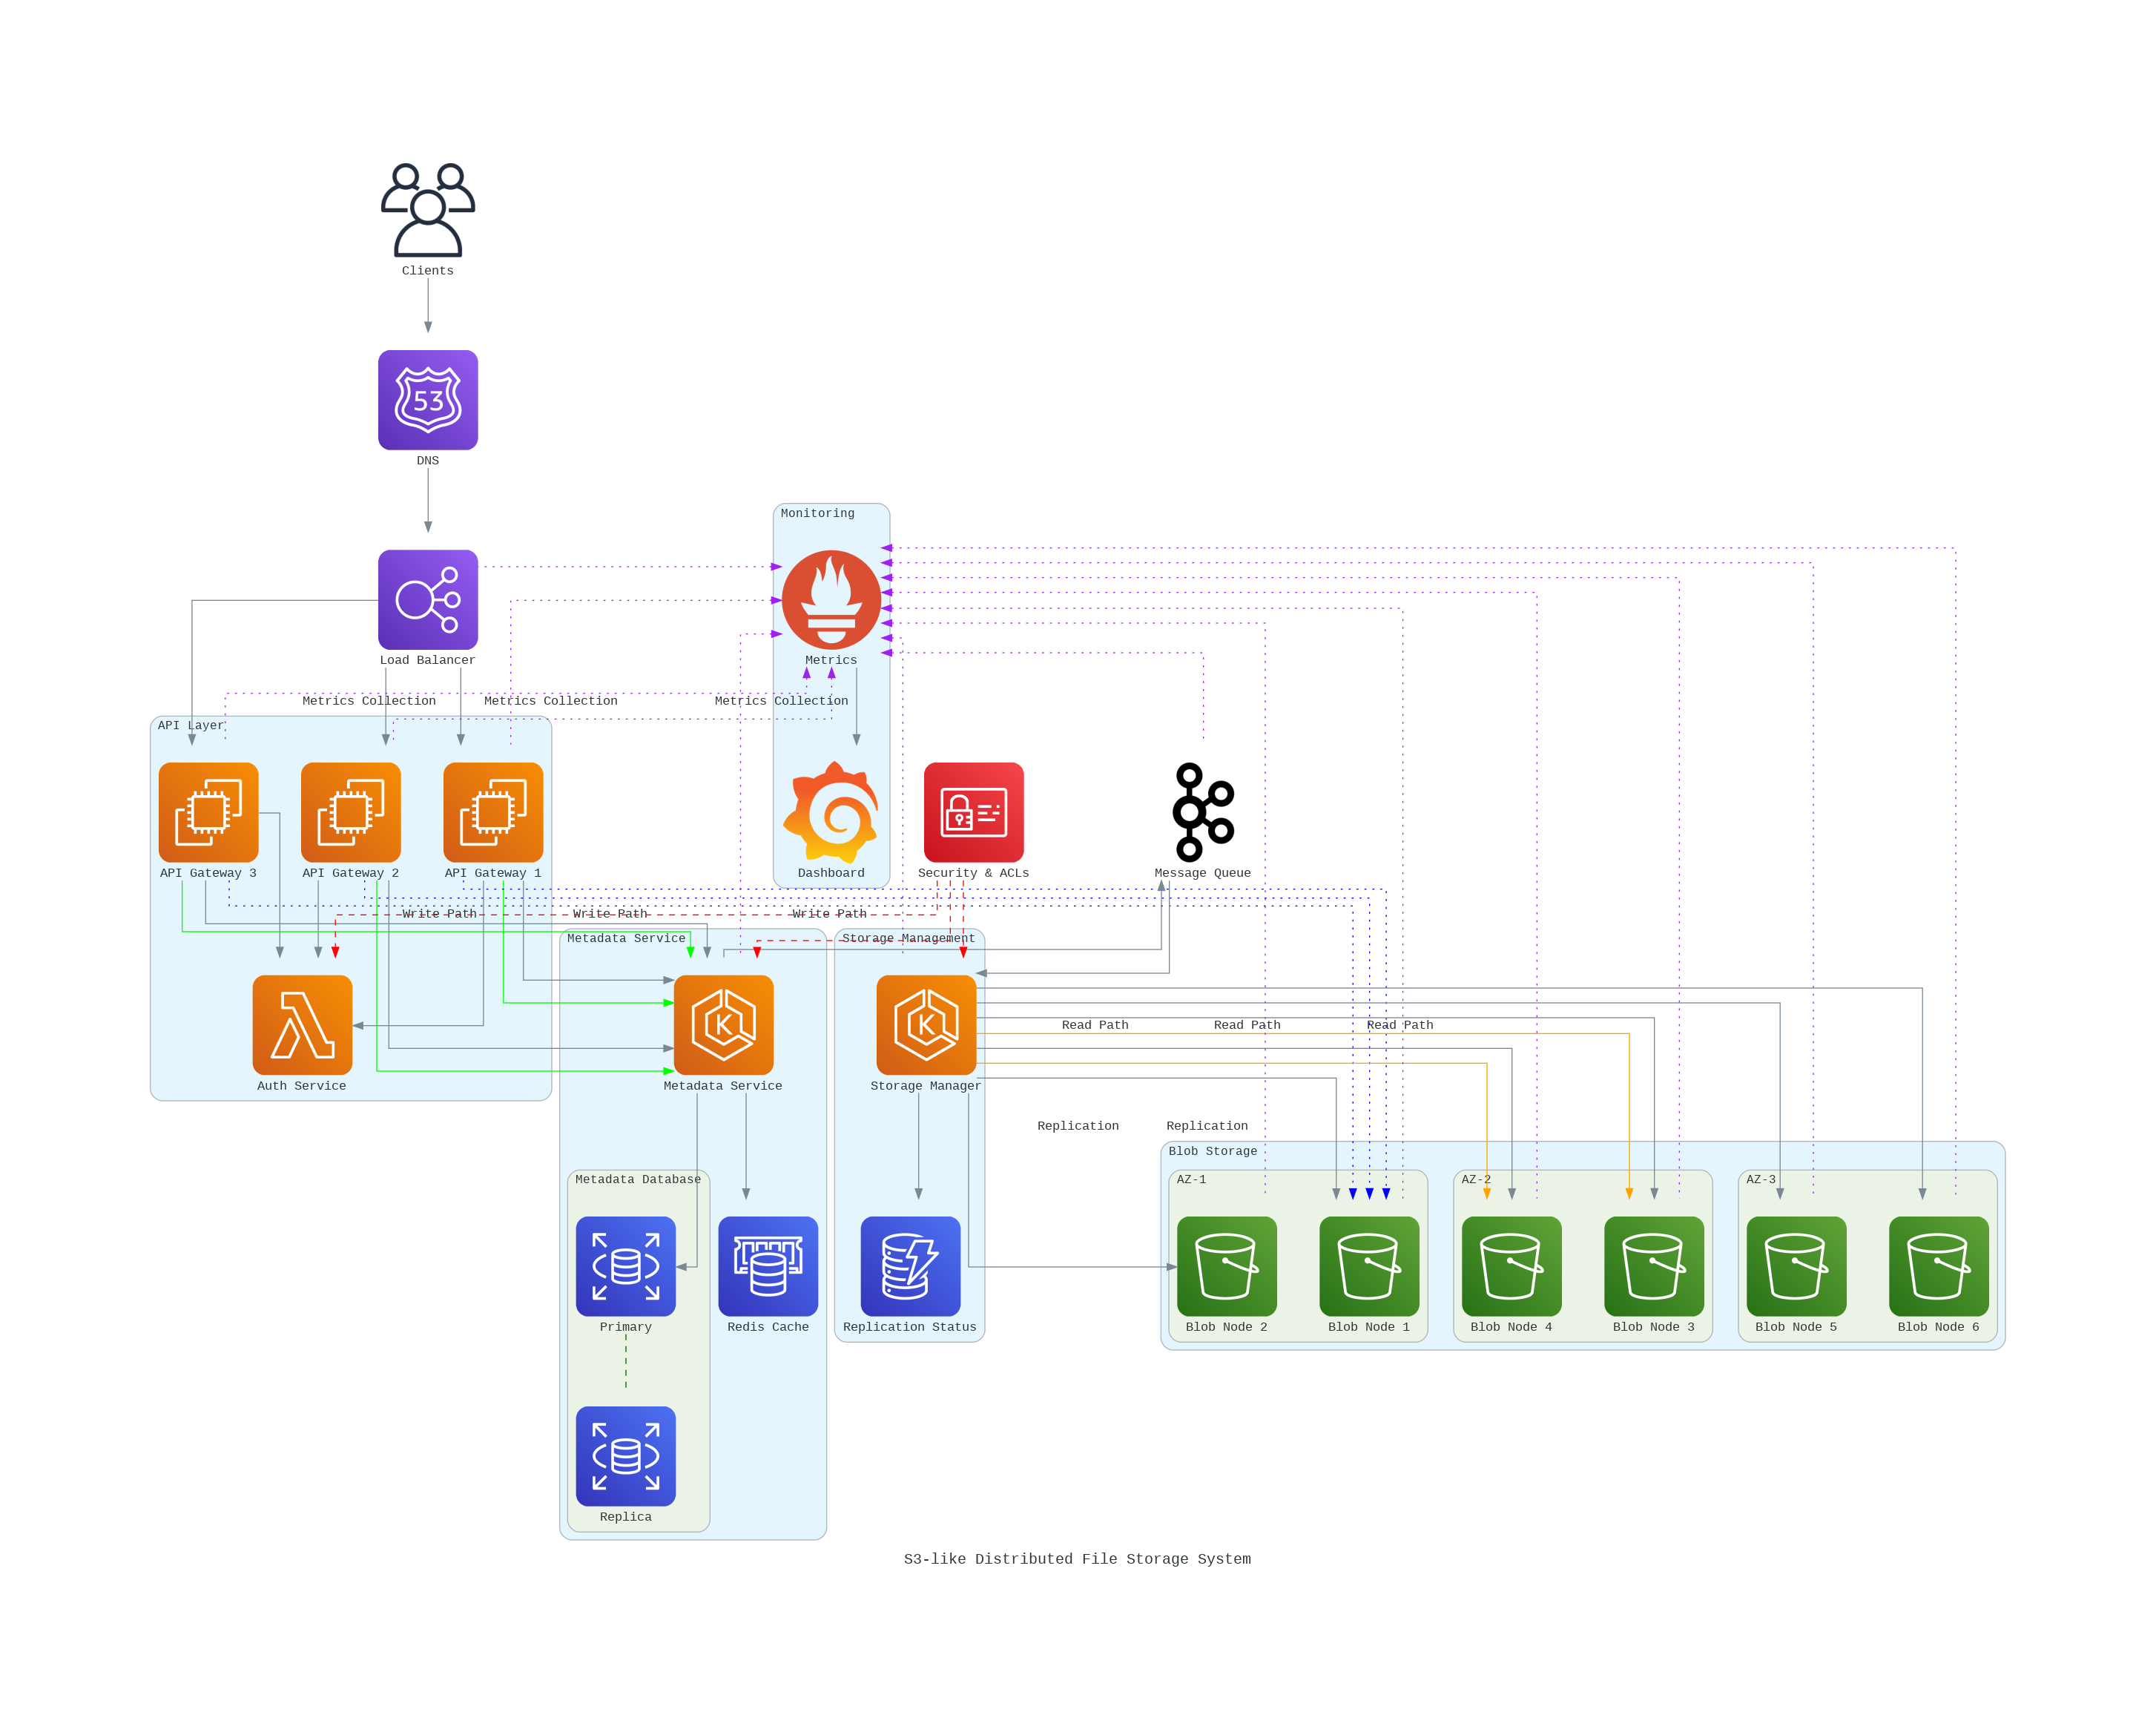 Clients
53
DNS
Monitoring
Load Balancer
Metrics
Metrics Collection
Metrics Collection
Metrics Collection
API Layer
API Gateway 3
API Gateway 2
API Gateway 1
Dashboard
Security & ACLs
Message Queue
Write Path
Write Path
Write Path
Metadata Service
Storage Management
K
K
Read Path
Read Path
Read Path
Auth Service
Metadata Service
Storage Manager
Replication
Replication
Blob Storage
Metadata Database
AZ-1
AZ-2
AZ-3
Primary
Redis Cache
Replication Status
Blob Node 2
Blob Node 1
Blob Node 4
Blob Node 3
Blob Node 5
Blob Node 6
Replica
S3-like Distributed File Storage System